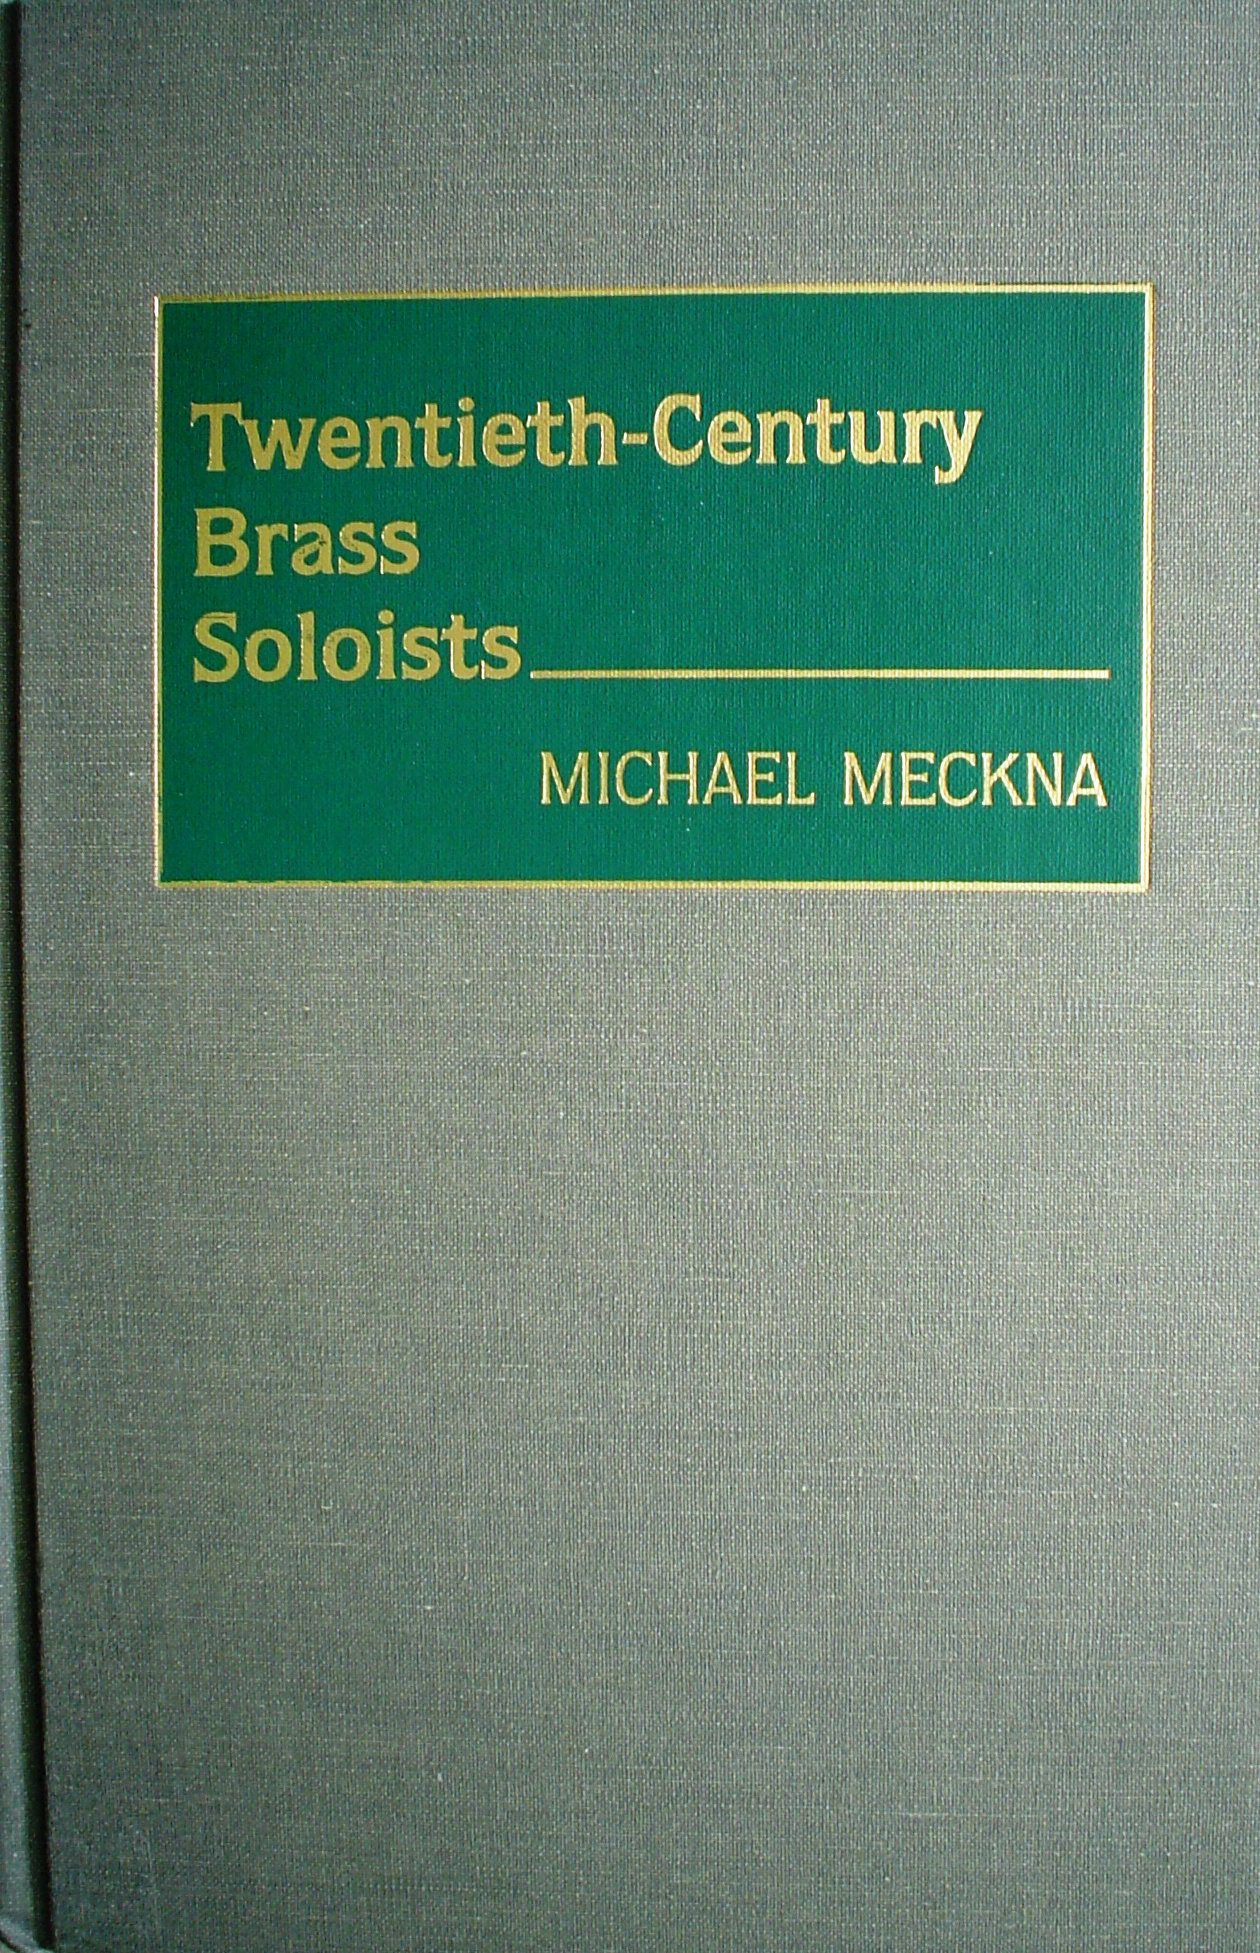 Twentieth-Century
Brass
Soloists
MICHAEL MECKNA